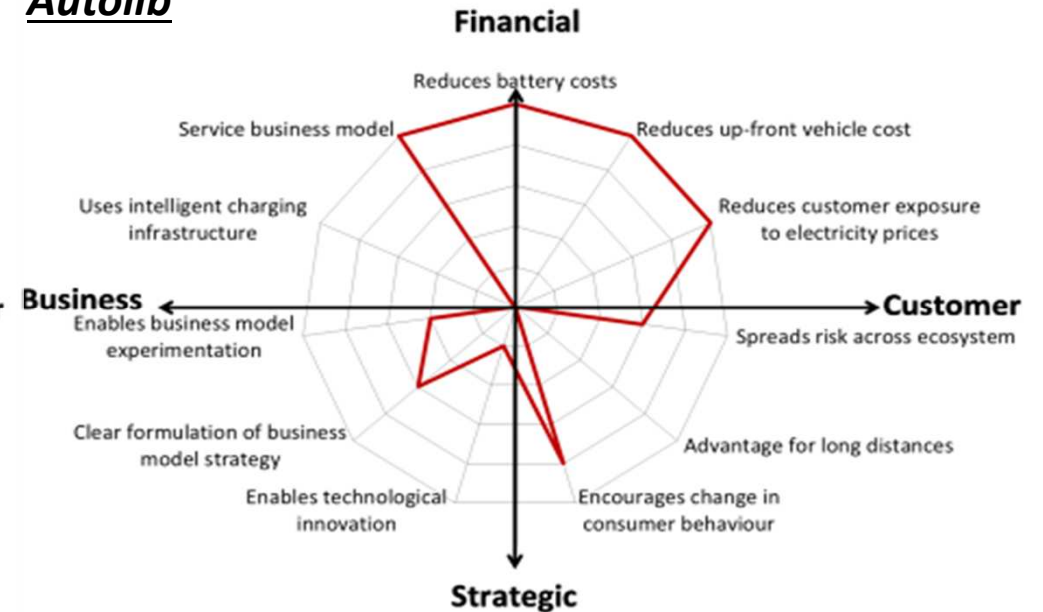 Autolib
Financial
Reduces battery costs
Service business model
Reduces up-front vehicle cost
Uses intelligent charging
infrastructure
Reduces customer exposure
to electricity prices
Business
Customer
Enables business model
experimentation
Spreads risk across ecosystem
Clear formulation of business
model strategy
Advantage for long distances
Enables technological
innovation
Encourages change in
consumer behaviour
Strategic